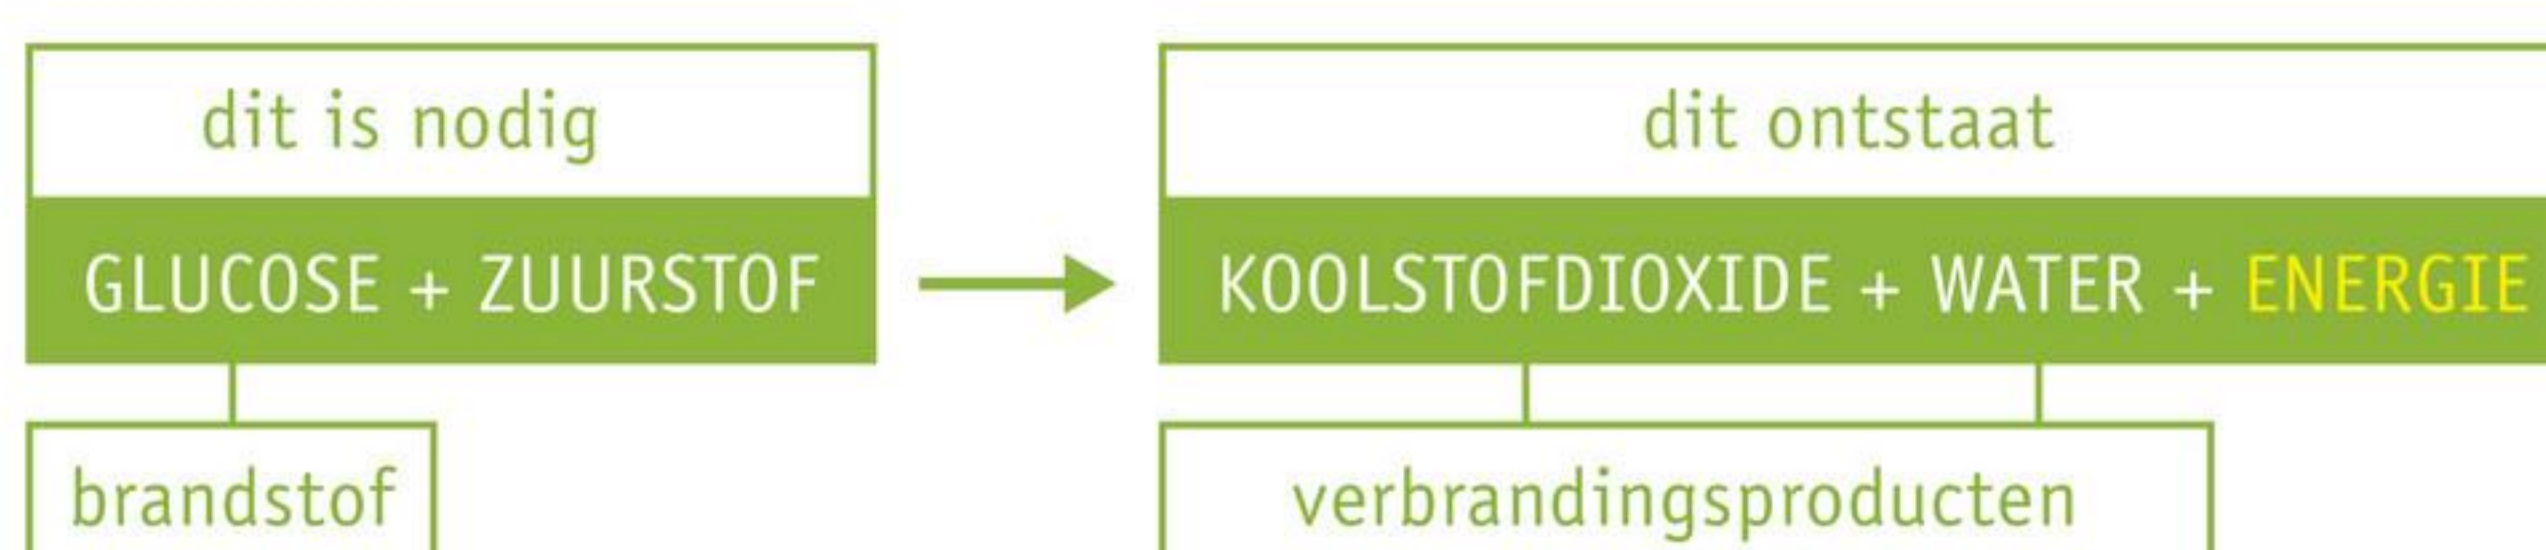 dit is nodig
dit ontstaat
GLUCOSE + ZUURSTOF
KOOLSTOFDIOXIDE + WATER + ENERGIE
brandstof
verbrandingsproducten